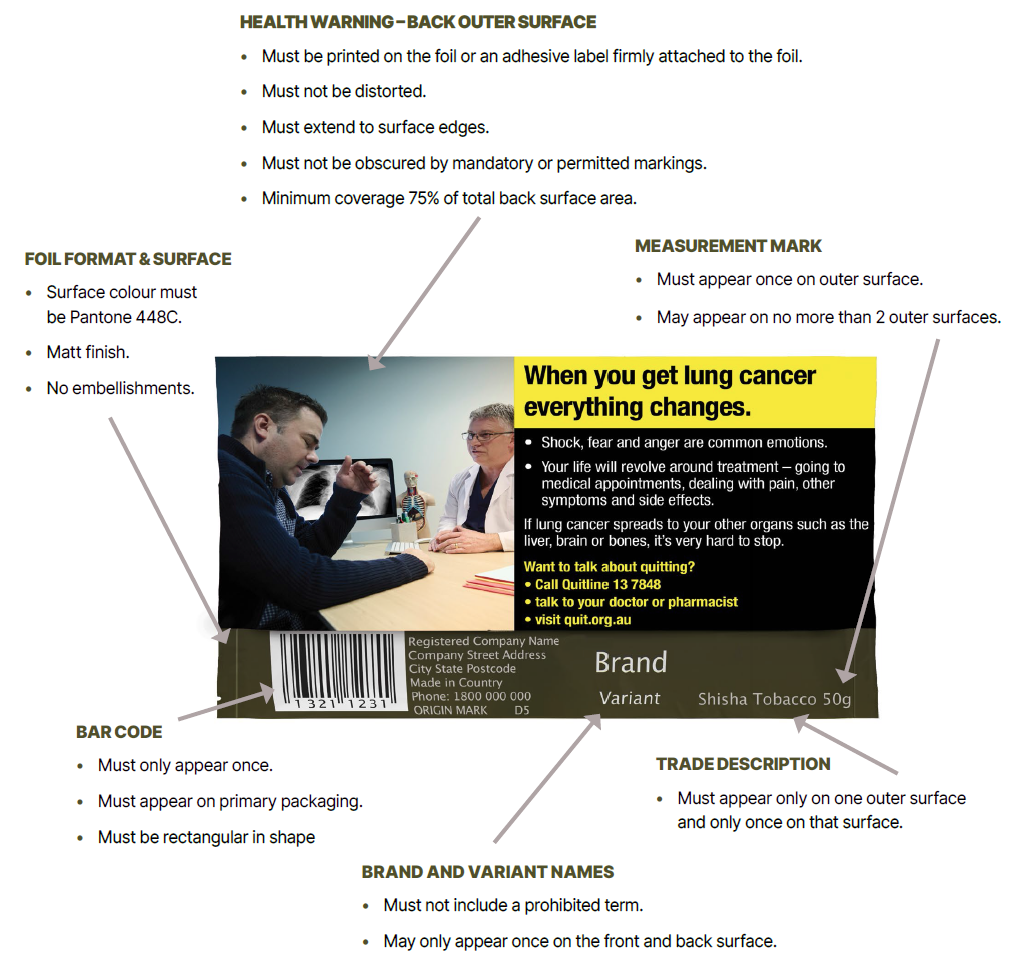 HEALTH WARNING – BACK OUTER SURFACE
• Must be printed on the foil or an adhesive label firmly attached to the foil.
• Must not be distorted.
• Must extend to surface edges.
• Must not be obscured by mandatory or permitted markings.
• Minimum coverage 75% of total back surface area.
FOIL FORMAT & SURFACE
• Surface colour must
be Pantone 448C.
• Matt finish.
• No embellishments.
MEASUREMENT MARK
• Must appear once on outer surface.
• May appear on no more than 2 outer surfaces.
When you get lung cancer
everything changes.
• Shock, fear and anger are common emotions.
• Your life will revolve around treatment – going to
medical appointments, dealing with pain, other
symptoms and side effects.
If lung cancer spreads to your other organs such as the
liver, brain or bones, it's very hard to stop.
Want to talk about quitting?
• Call Quitline 13 7848
• talk to your doctor or pharmacist
• visit quit.org.au
1 321 1231
Registered Company Name
Company Street Address
City State Postcode
Made in Country
Phone: 1800 000 000
ORIGIN MARK D5
Brand
Variant
Shisha Tobacco 50g
BAR CODE
• Must only appear once.
• Must appear on primary packaging.
• Must be rectangular in shape
TRADE DESCRIPTION
• Must appear only on one outer surface
and only once on that surface.
BRAND AND VARIANT NAMES
• Must not include a prohibited term.
• May only appear once on the front and back surface.